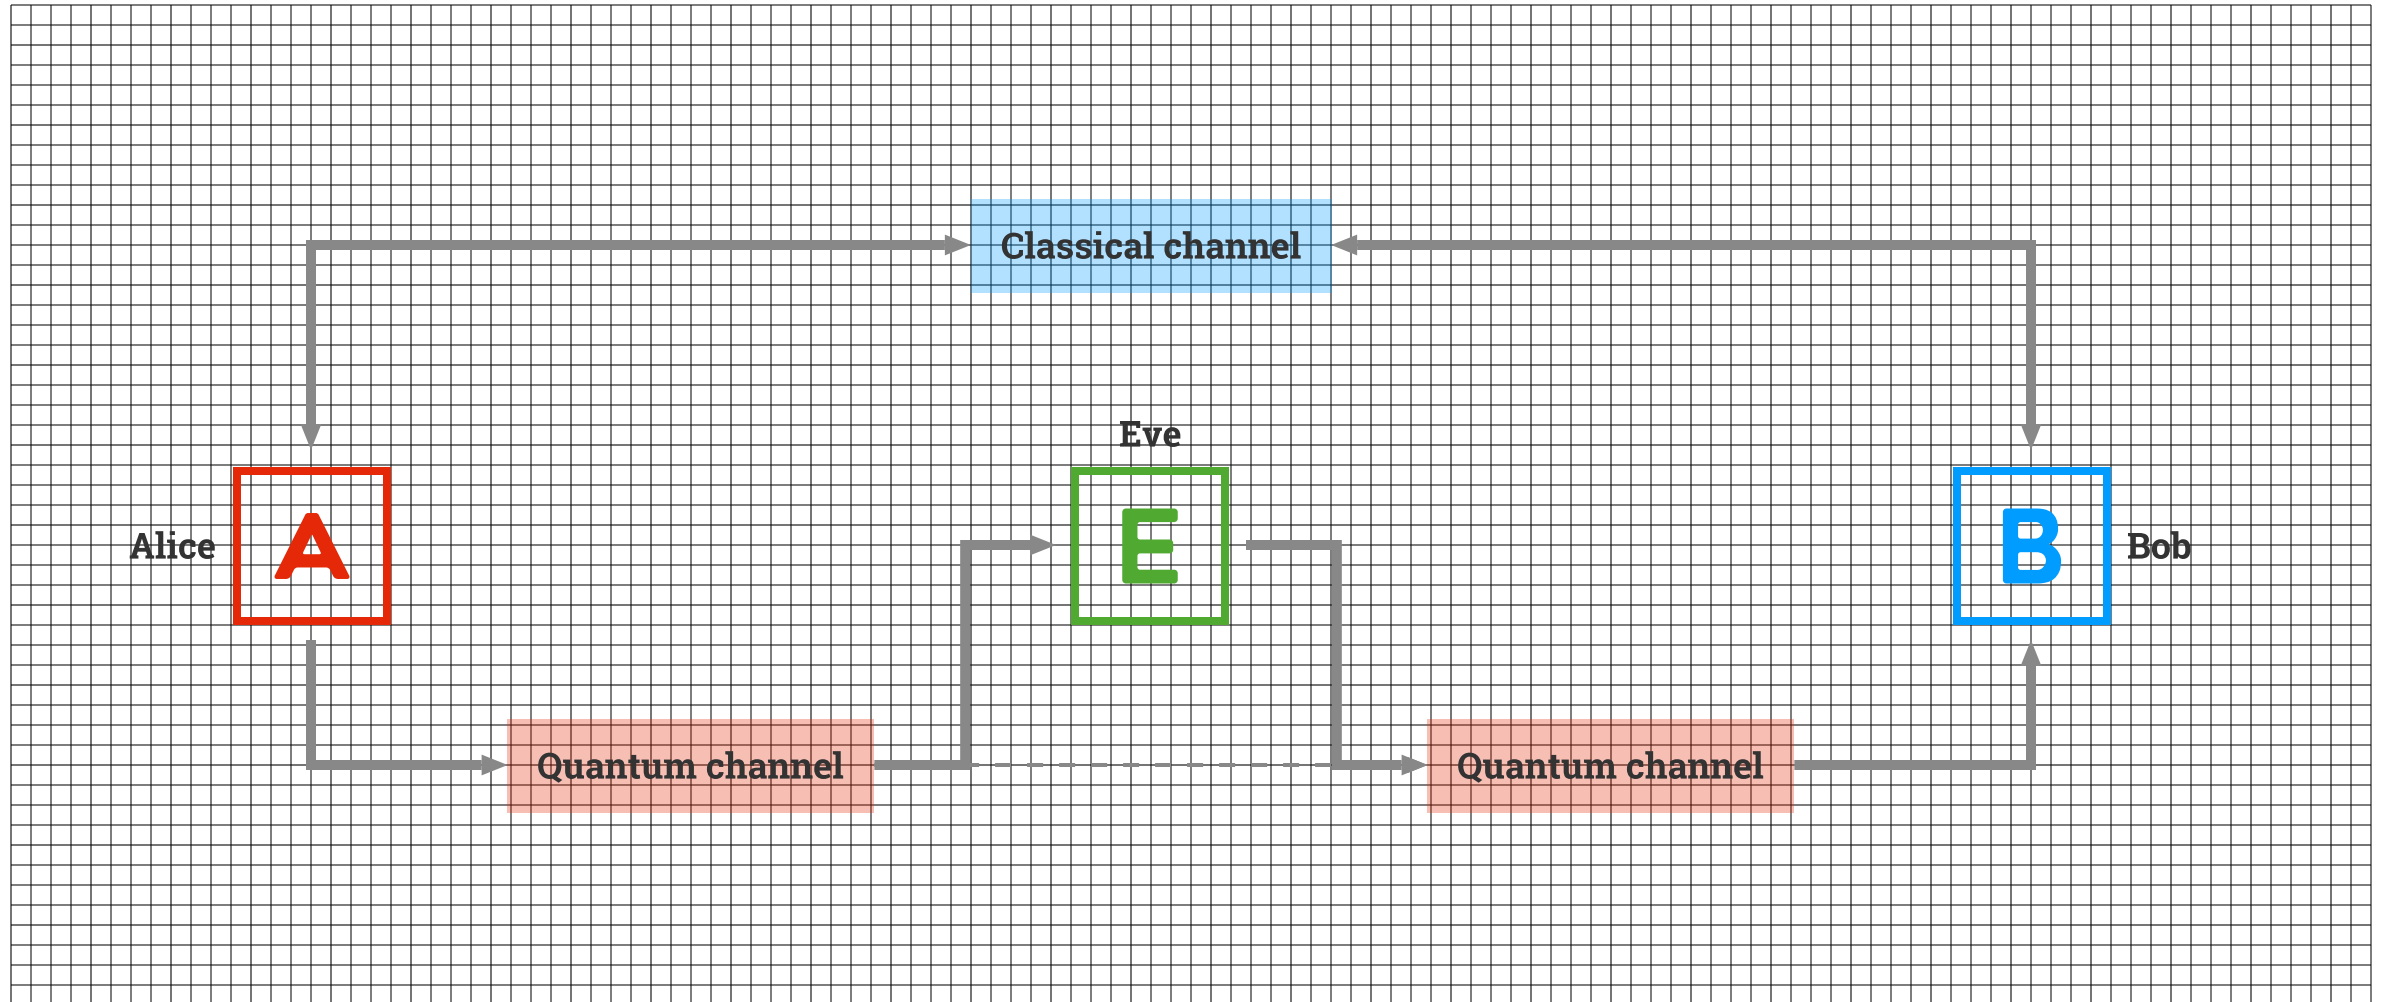 Classical channel
Eve
Alice
A
E
B
Bob
Quantum channel
Quantum channel